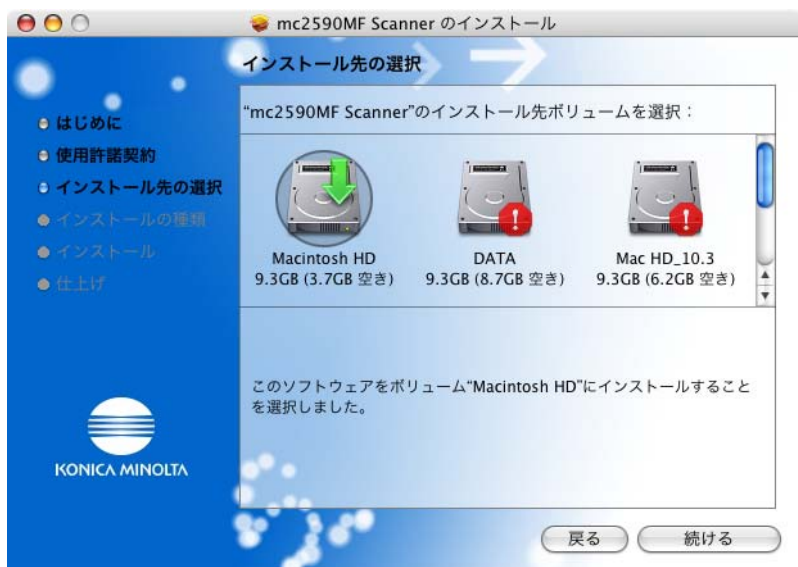 mc2590MF Scanner のインストール
インストール先の選択
はじめに
使用許諾契約
インストール先の選択
インストールの種類
インストール
仕上げ
"mc2590MF Scanner"のインストール先ボリュームを選択：
Macintosh HD
9.3GB (3.7GB 空き)
DATA
9.3GB (8.7GB 空き)
Mac HD_10.3
9.3GB (6.2GB 空き)
このソフトウェアをボリューム“Macintosh HD”にインストールすること
を選択しました。
KONICA MINOLTA
戻る
続ける